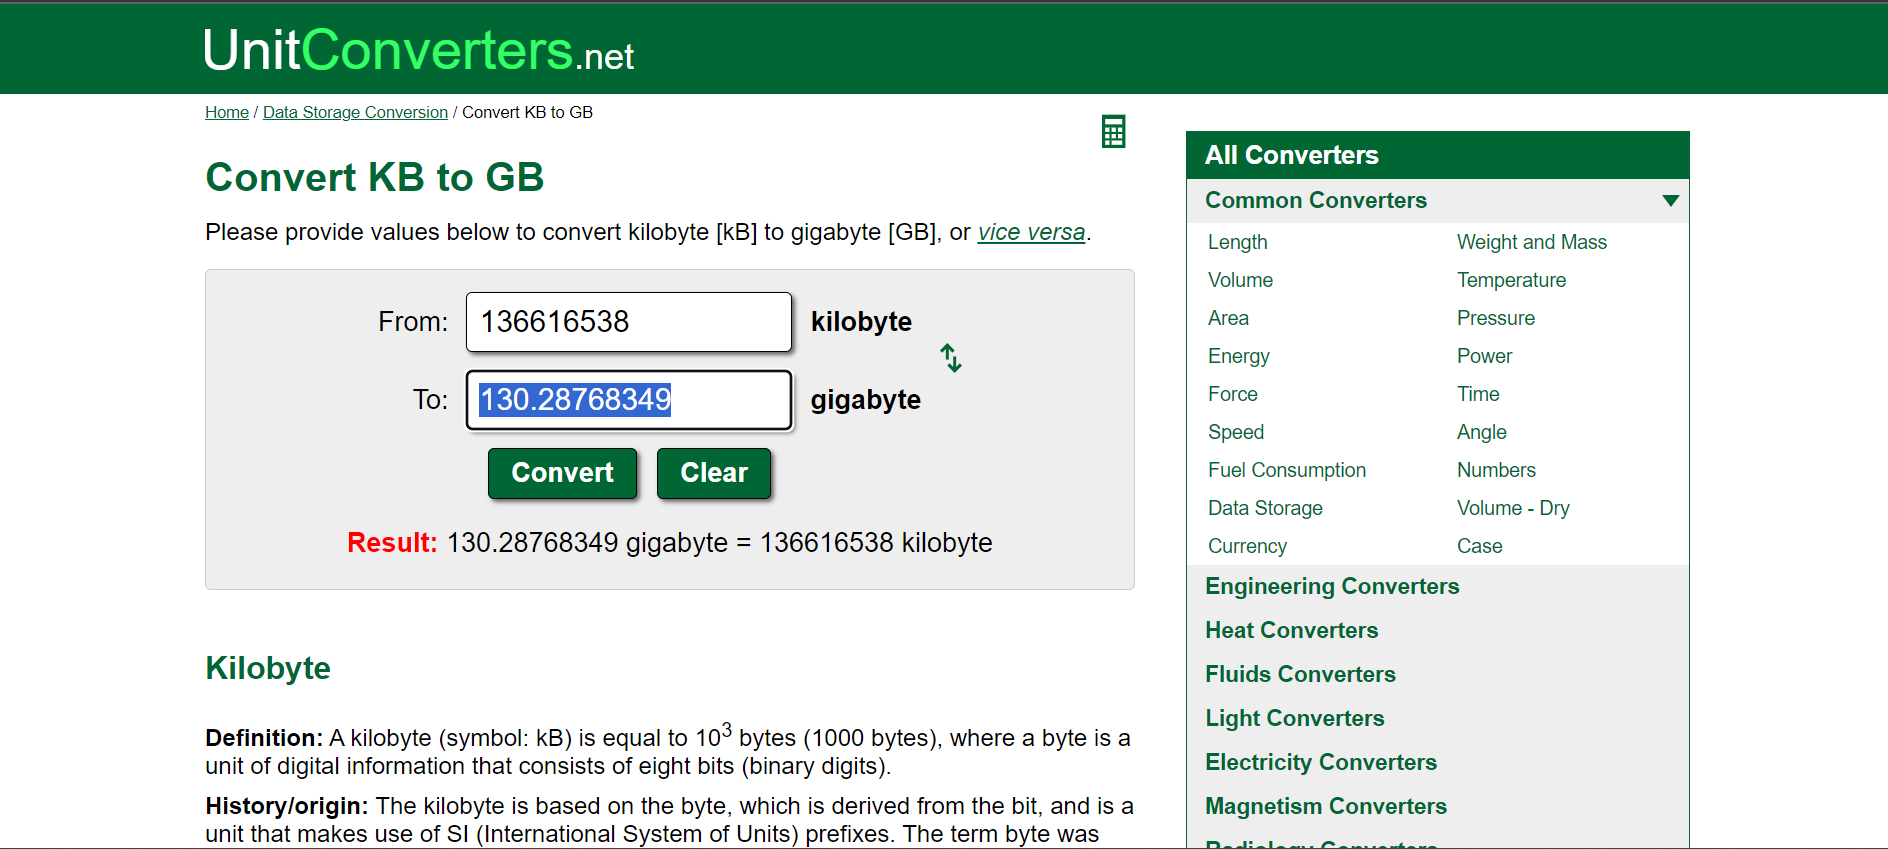 UnitConverters.net
Home / Data Storage Conversion / Convert KB to GB
Convert KB to GB
Please provide values below to convert kilobyte [kB] to gigabyte [GB], or vice versa.
From: 136616538 kilobyte
To: 130.28768349 gigabyte
Convert Clear
Result: 130.28768349 gigabyte = 136616538 kilobyte
Kilobyte
Definition: A kilobyte (symbol: kB) is equal to 10³ bytes (1000 bytes), where a byte is a
unit of digital information that consists of eight bits (binary digits).
History/origin: The kilobyte is based on the byte, which is derived from the bit, and is a
unit that makes use of SI (International System of Units) prefixes. The term byte was
All Converters
Common Converters
Length Weight and Mass
Volume Temperature
Area Pressure
Energy Power
Force Time
Speed Angle
Fuel Consumption Numbers
Data Storage Volume - Dry
Currency Case
Engineering Converters
Heat Converters
Fluids Converters
Light Converters
Electricity Converters
Magnetism Converters
Radiology Converters